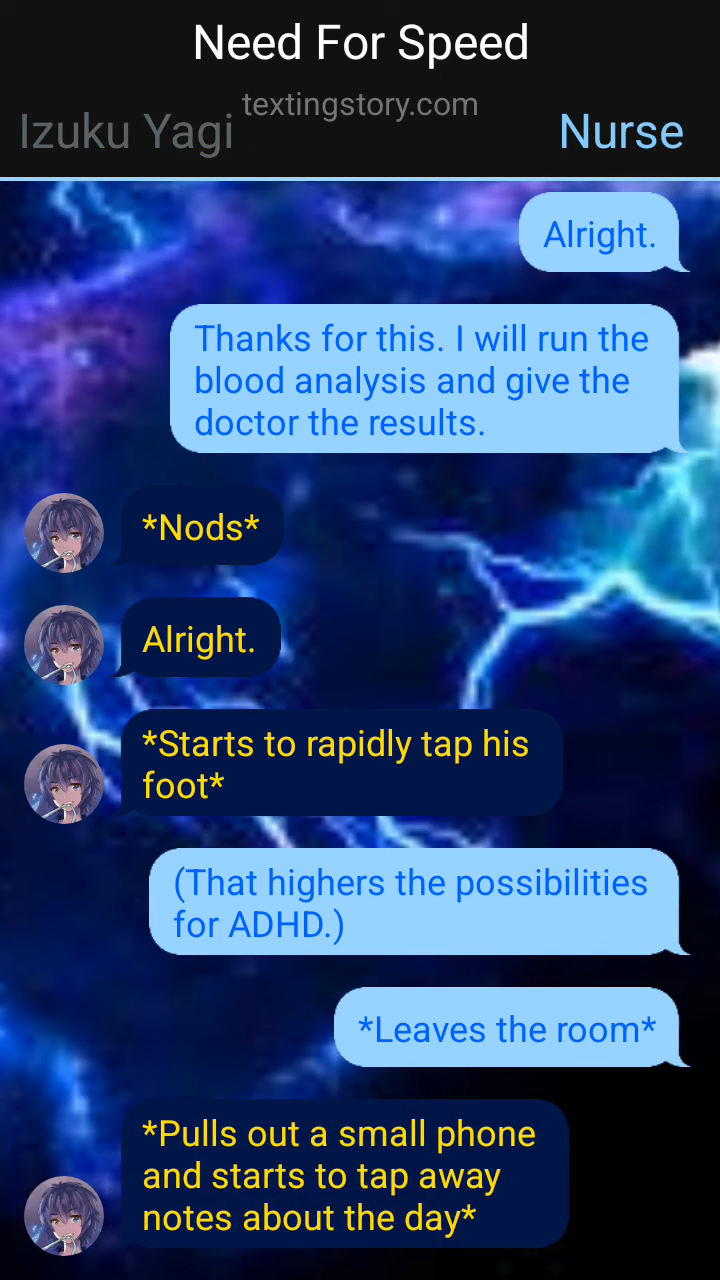 Need For Speed
textingstory.com
Izuku Yagi
Nurse
Alright.
Thanks for this. I will run the
blood analysis and give the
doctor the results.
*Nods*
Alright.
*Starts to rapidly tap his
foot*
(That highers the possibilities
for ADHD.)
*Leaves the room*
*Pulls out a small phone
and starts to tap away
notes about the day*